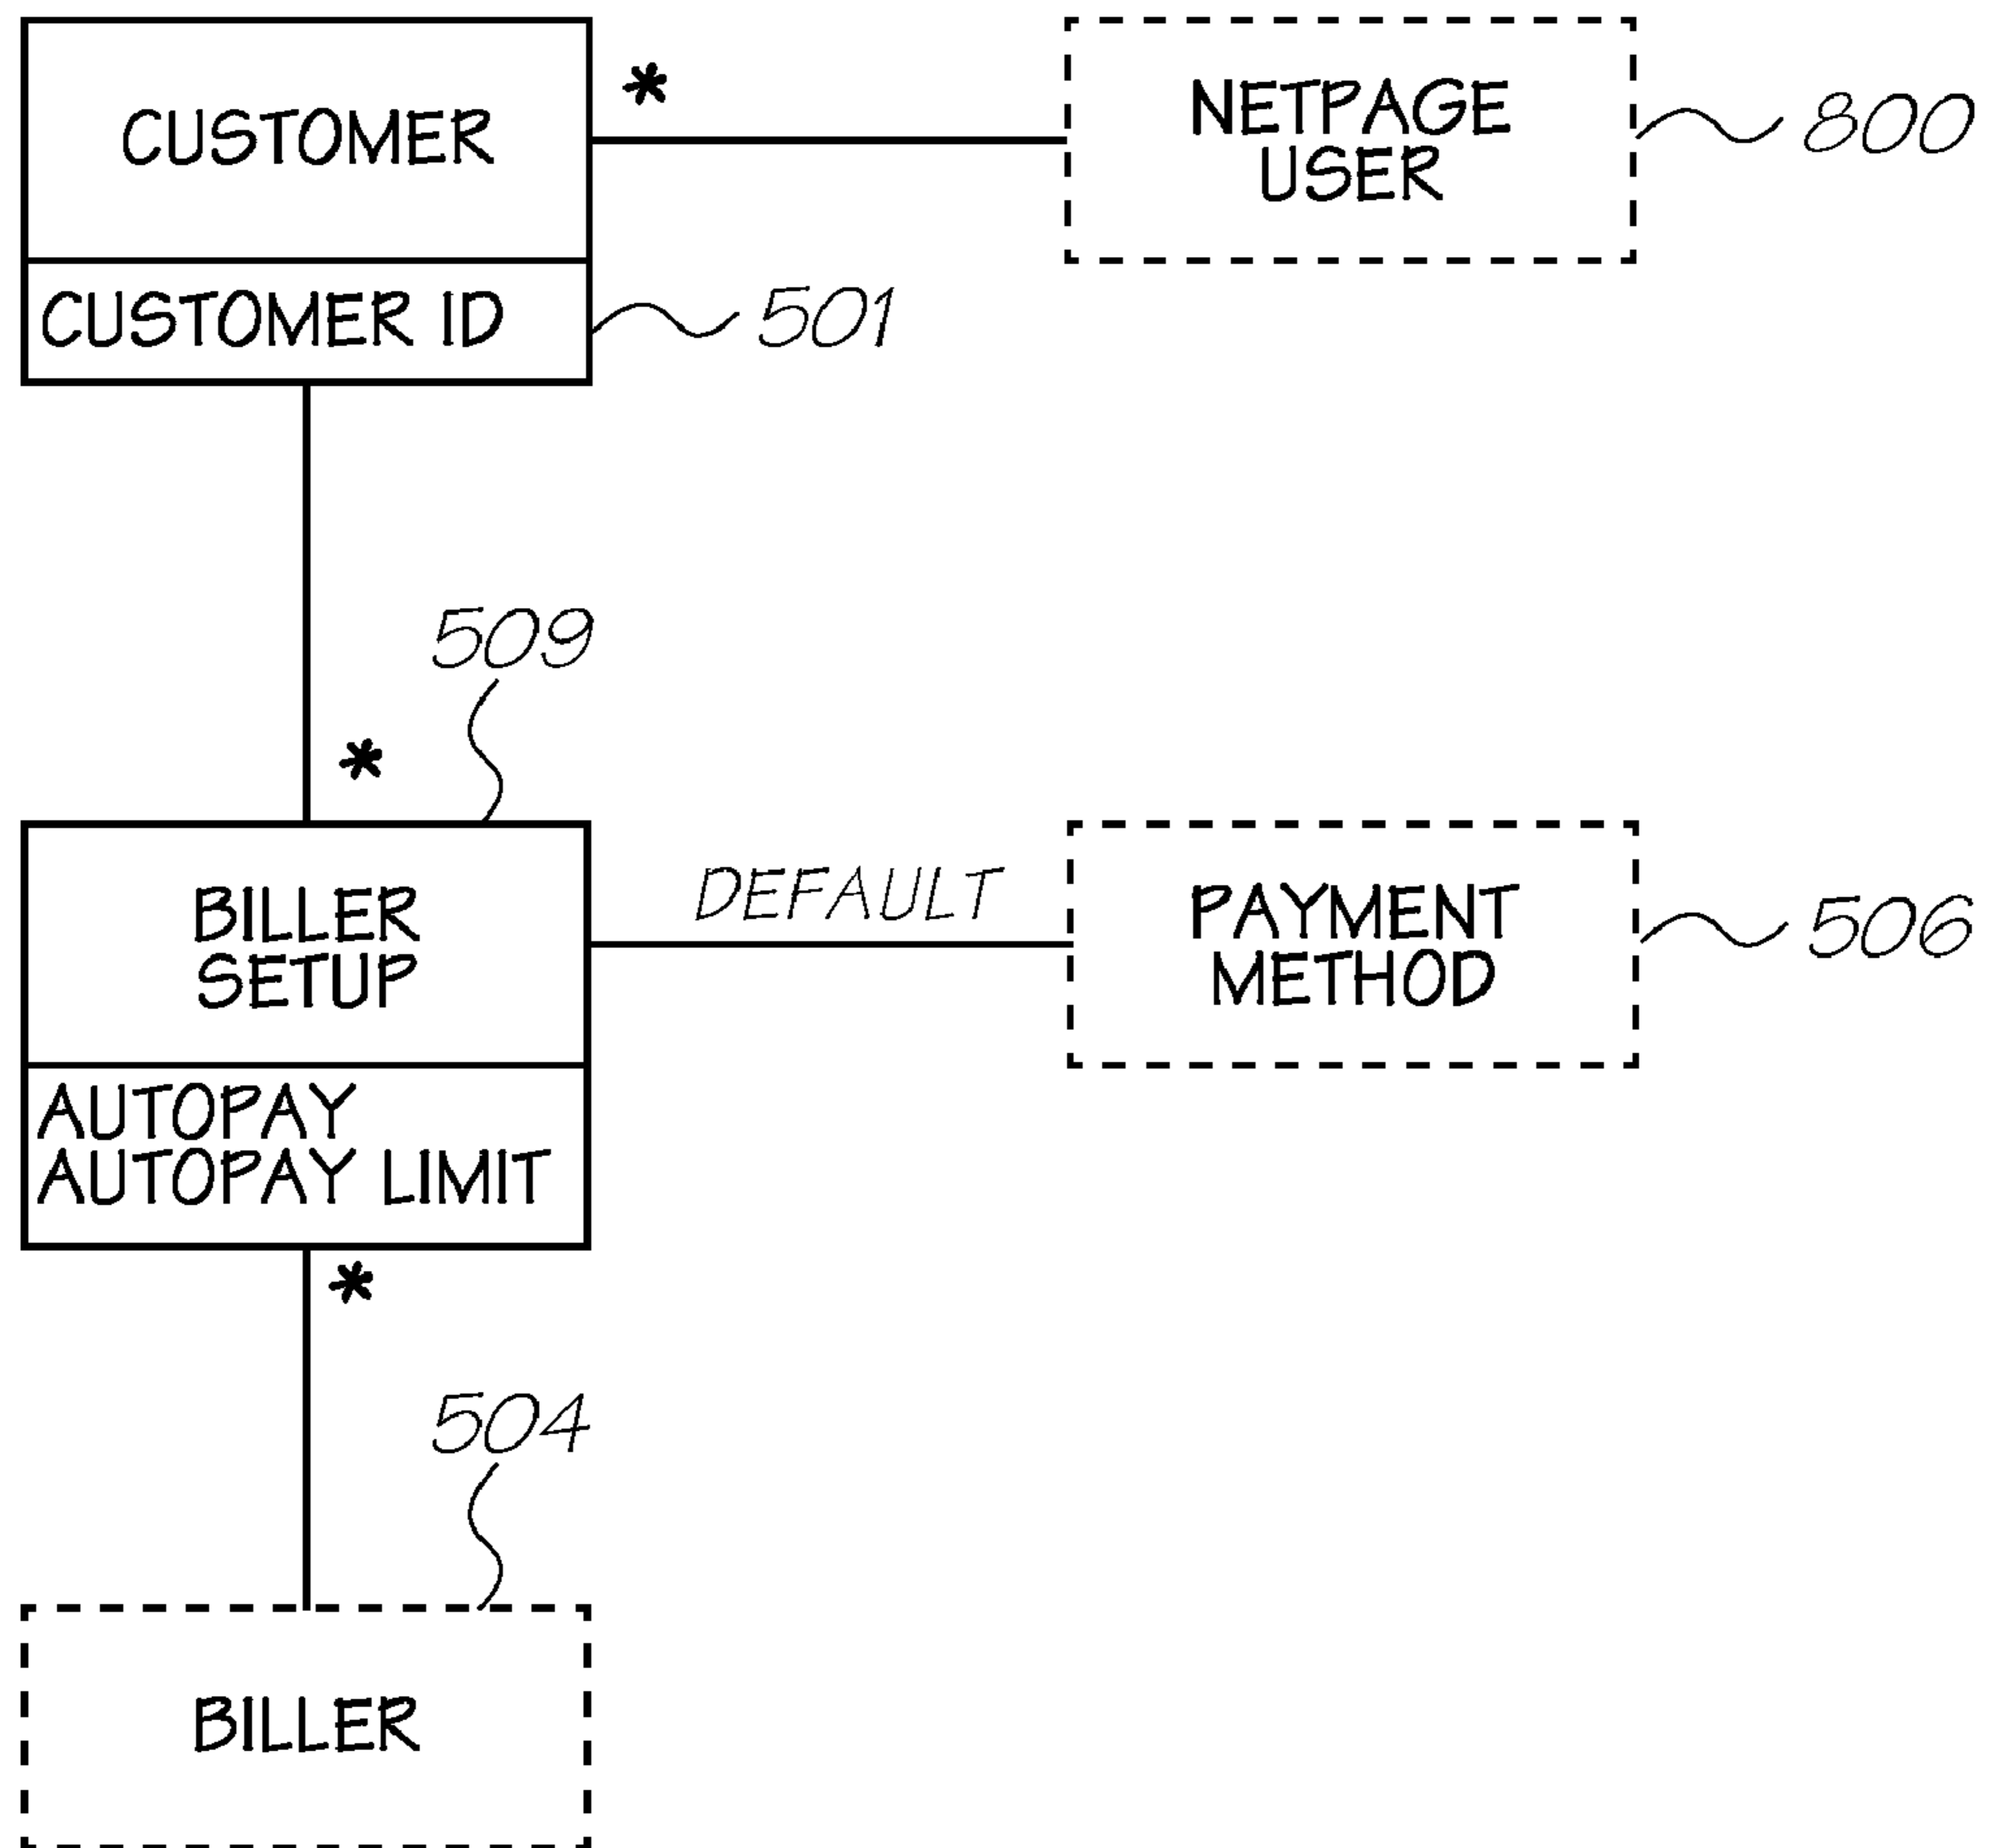 CUSTOMER
*
NETPAGE
USER
800
CUSTOMER ID
501
509
*
BILLER
SETUP
DEFAULT
PAYMENT
METHOD
506
AUTOPAY
AUTOPAY LIMIT
*
504
BILLER